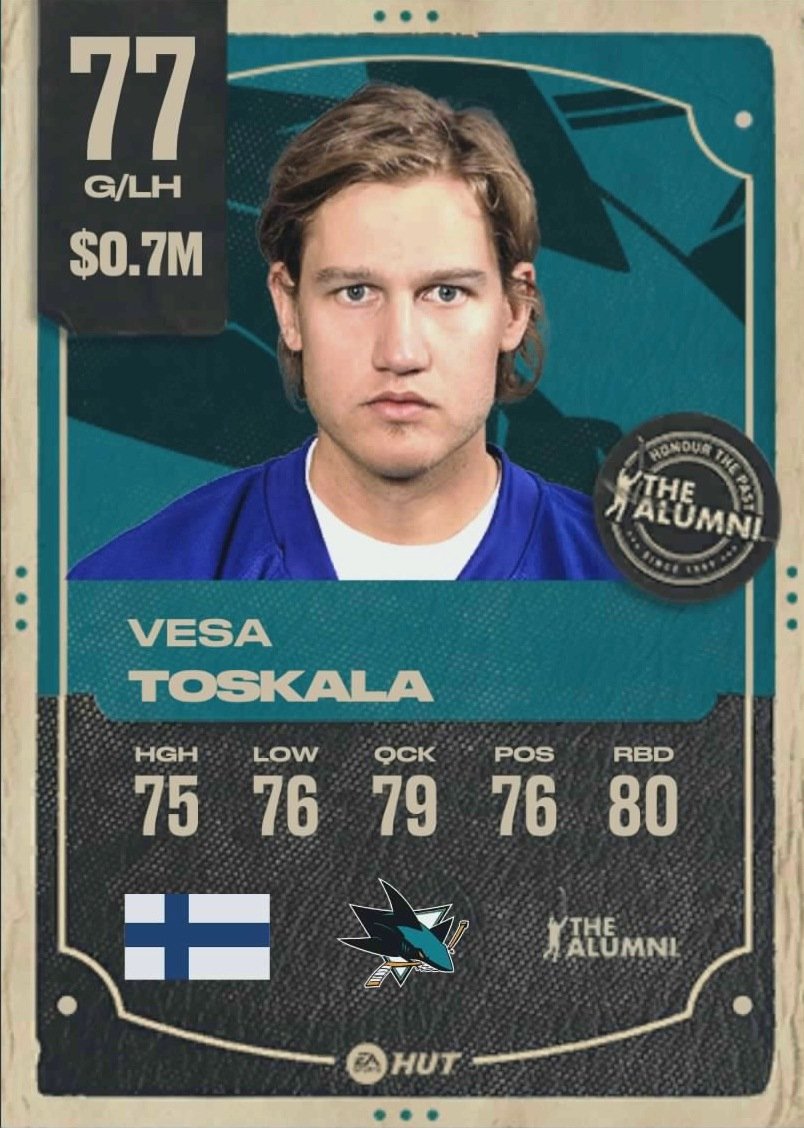 77
G/LH
$0.7M
HONOUR THE PAST
THE
ALUMNI
VESA
TOSKALA
HGH LOW QCK POS RBD
75 76 79 76 80
THE
ALUMNI
HUT